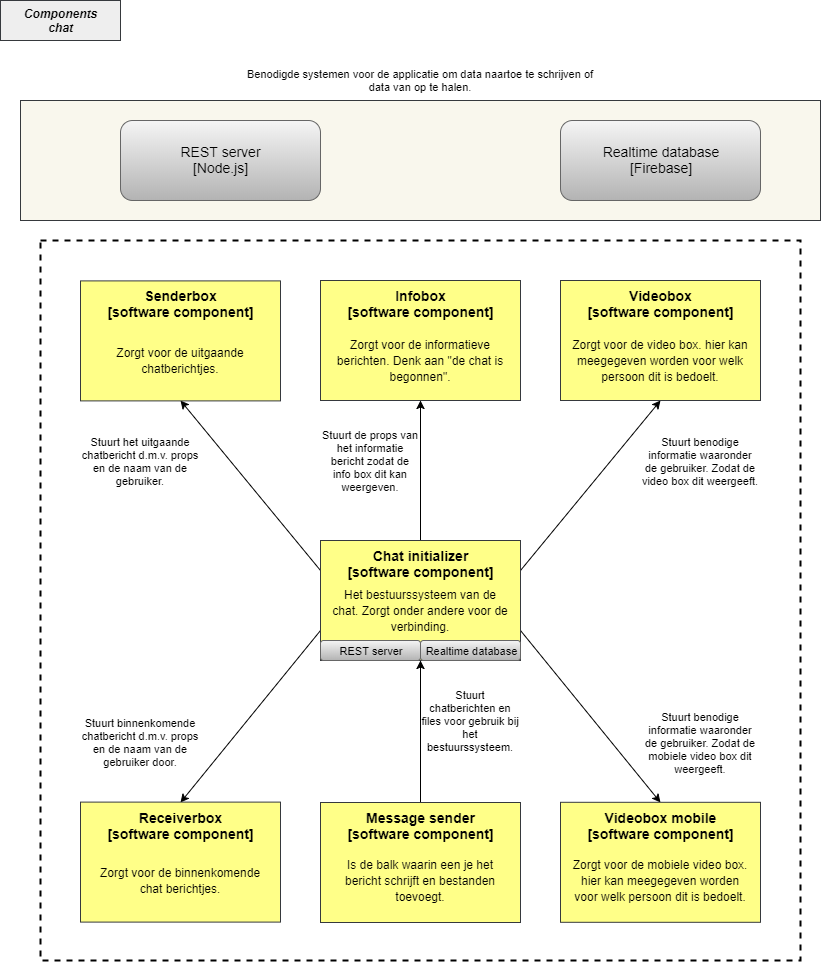 Components
chat
Benodigde systemen voor de applicatie om data naartoe te schrijven of
data van op te halen.
REST server
[Node.js]
Realtime database
[Firebase]
Senderbox
[software component]
Zorgt voor de uitgaande
chatberichtjes.
Infobox
[software component]
Zorgt voor de informatieve
berichten. Denk aan "de chat is
begonnen".
Videobox
[software component]
Zorgt voor de video box. hier kan
meegegeven worden voor welk
persoon dit is bedoelt.
Stuurt het uitgaande
chatbericht d.m.v. props
en de naam van de
gebruiker.
Stuurt de props van
het informatie
bericht zodat de
info box dit kan
weergeven.
Stuurt benodige
informatie waaronder
de gebruiker. Zodat de
video box dit weergeeft.
Chat initializer
[software component]
Het bestuurssysteem van de
chat. Zorgt onder andere voor de
verbinding.
REST server
Realtime database
Stuurt binnenkomende
chatbericht d.m.v. props
en de naam van de
gebruiker door.
Stuurt
chatberichten en
files voor gebruik bij
het
bestuurssysteem.
Stuurt benodige
informatie waaronder
de gebruiker. Zodat de
mobiele video box dit
weergeeft.
Receiverbox
[software component]
Zorgt voor de binnenkomende
chat berichtjes.
Message sender
[software component]
Is de balk waarin een je het
bericht schrijft en bestanden
toevoegt.
Videobox mobile
[software component]
Zorgt voor de mobiele video box.
hier kan meegegeven worden
voor welk persoon dit is bedoelt.